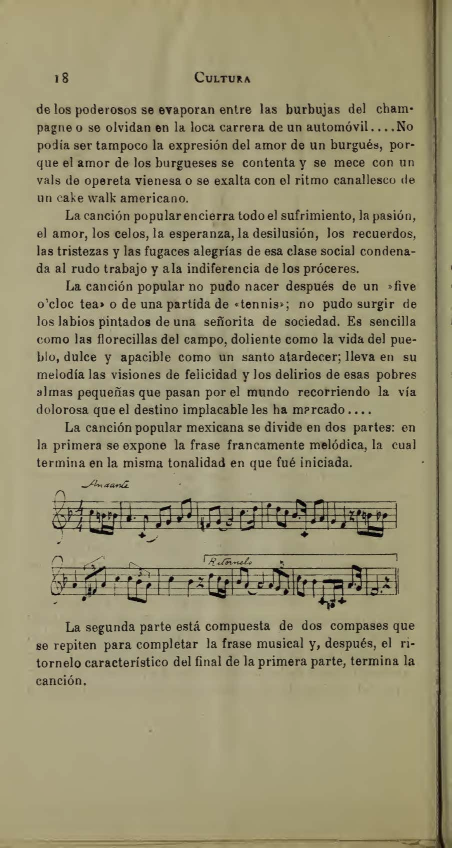 18 CULTURA
de los poderosos se evaporan entre las burbujas del cham-
pagne o se olvidan en la loca carrera de un automóvil....No
podía ser tampoco la expresión del amor de un burgués, por-
que el amor de los burgueses se contenta y se mece con un
vals de opereta vienesa o se exalta con el ritmo canallesco de
un cake walk americano.
La canción popular encierra todo el sufrimiento, la pasión,
el amor, los celos, la esperanza, la desilusión, los recuerdos,
las tristezas y las fugaces alegrías de esa clase social condena-
da al rudo trabajo y a la indiferencia de los próceres.
La canción popular no pudo nacer después de un »five
o'cloc tea» o de una partida de «tennis»; no pudo surgir de
los labios pintados de una señorita de sociedad. Es sencilla
como las florecillas del campo, doliente como la vida del pue-
blo, dulce y apacible como un santo atardecer; lleva en su
melodía las visiones de felicidad y los delirios de esas pobres
almas pequeñas que pasan por el mundo recorriendo la vía
dolorosa que el destino implacable les ha marcado....
La canción popular mexicana se divide en dos partes: en
la primera se expone la frase francamente melódica, la cual
termina en la misma tonalidad en que fué iniciada.
Andante
Ritornelo
La segunda parte está compuesta de dos compases que
se repiten para completar la frase musical y, después, el ri-
tornelo característico del final de la primera parte, termina la
canción.